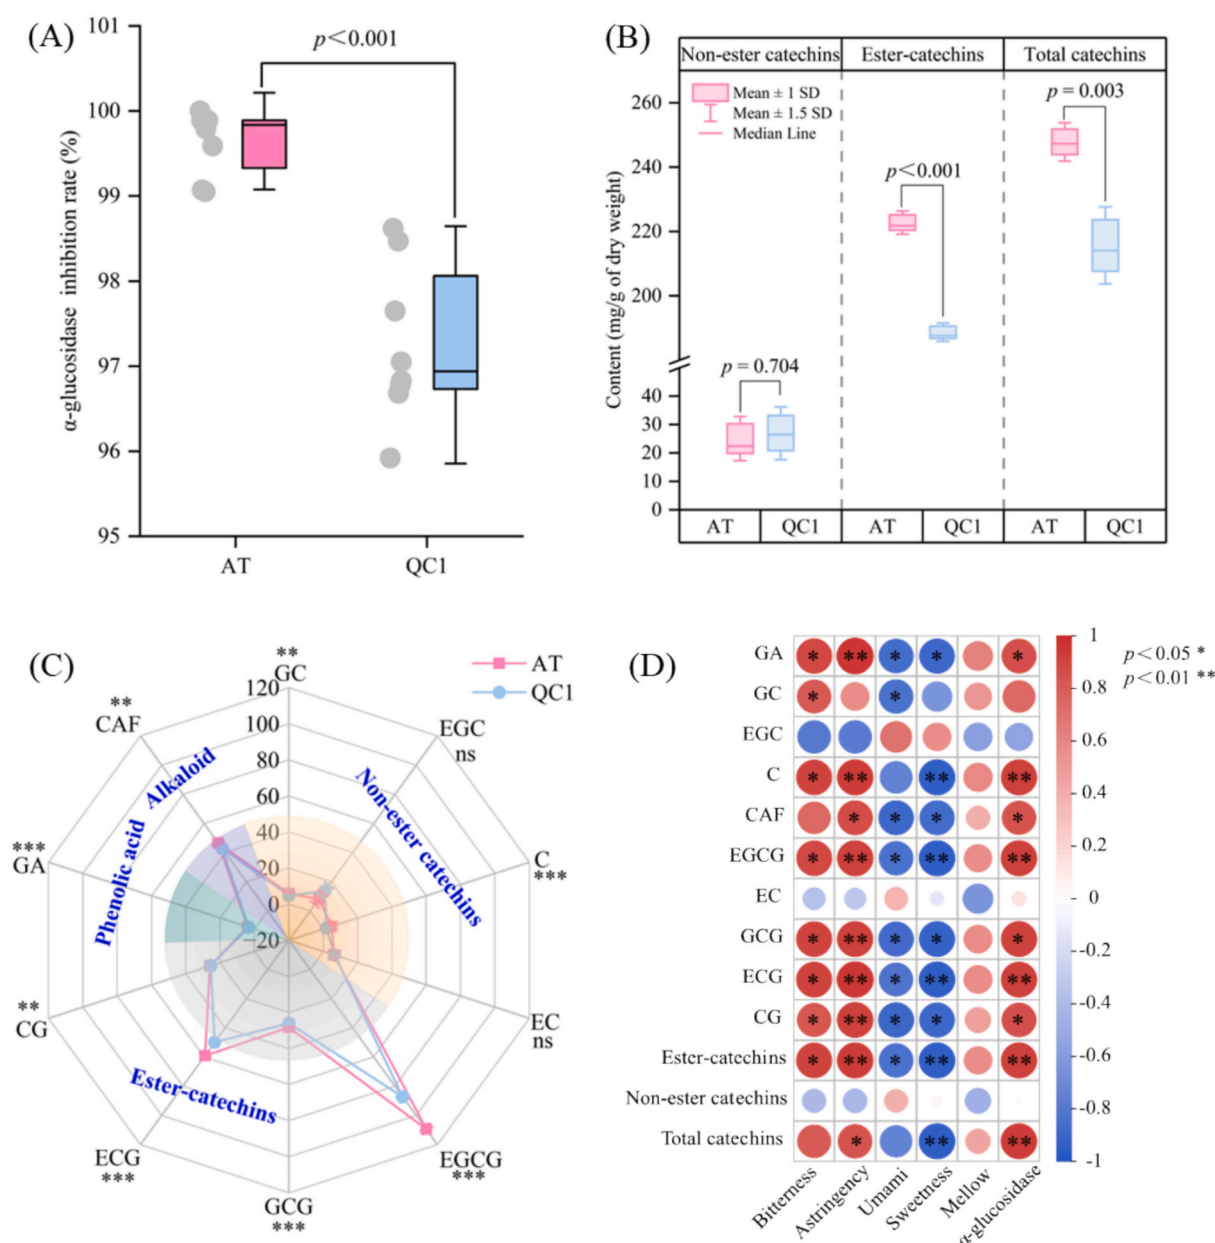 (A)
101
100
99
98
97
96
95
α-glucosidase inhibition rate (%)
p<0.001
AT
QC1
(B)
Non-ester catechins
Ester-catechins
Total catechins
Mean ± 1 SD
Mean ± 1.5 SD
Median Line
p = 0.003
p<0.001
p = 0.704
Content (mg/g of dry weight)
260
240
220
200
40
30
20
10
0
AT
QC1
AT
QC1
AT
QC1
(C)
AT
QC1
**
GC
EGC
ns
C
***
EC
ns
EGCG
***
GCG
***
ECG
***
**
CG
***
GA
**
CAF
120
100
80
60
40
20
0
−20
Alkaloid
Phenolic acid
Non-ester catechins
Ester-catechins
(D)
GA * ** * * *
GC * *
EGC
C * ** ** **
CAF * * * *
EGCG * ** * ** **
EC
GCG * ** * * *
ECG * ** * ** **
CG * ** * * *
Ester-catechins * ** * ** **
Non-ester catechins
Total catechins * ** **
Bitterness
Astringency
Umami
Sweetness
Mellow
α-glucosidase
1
0.8
0.6
0.4
0.2
0
-0.2
-0.4
-0.6
-0.8
-1
p<0.05 *
p<0.01 **